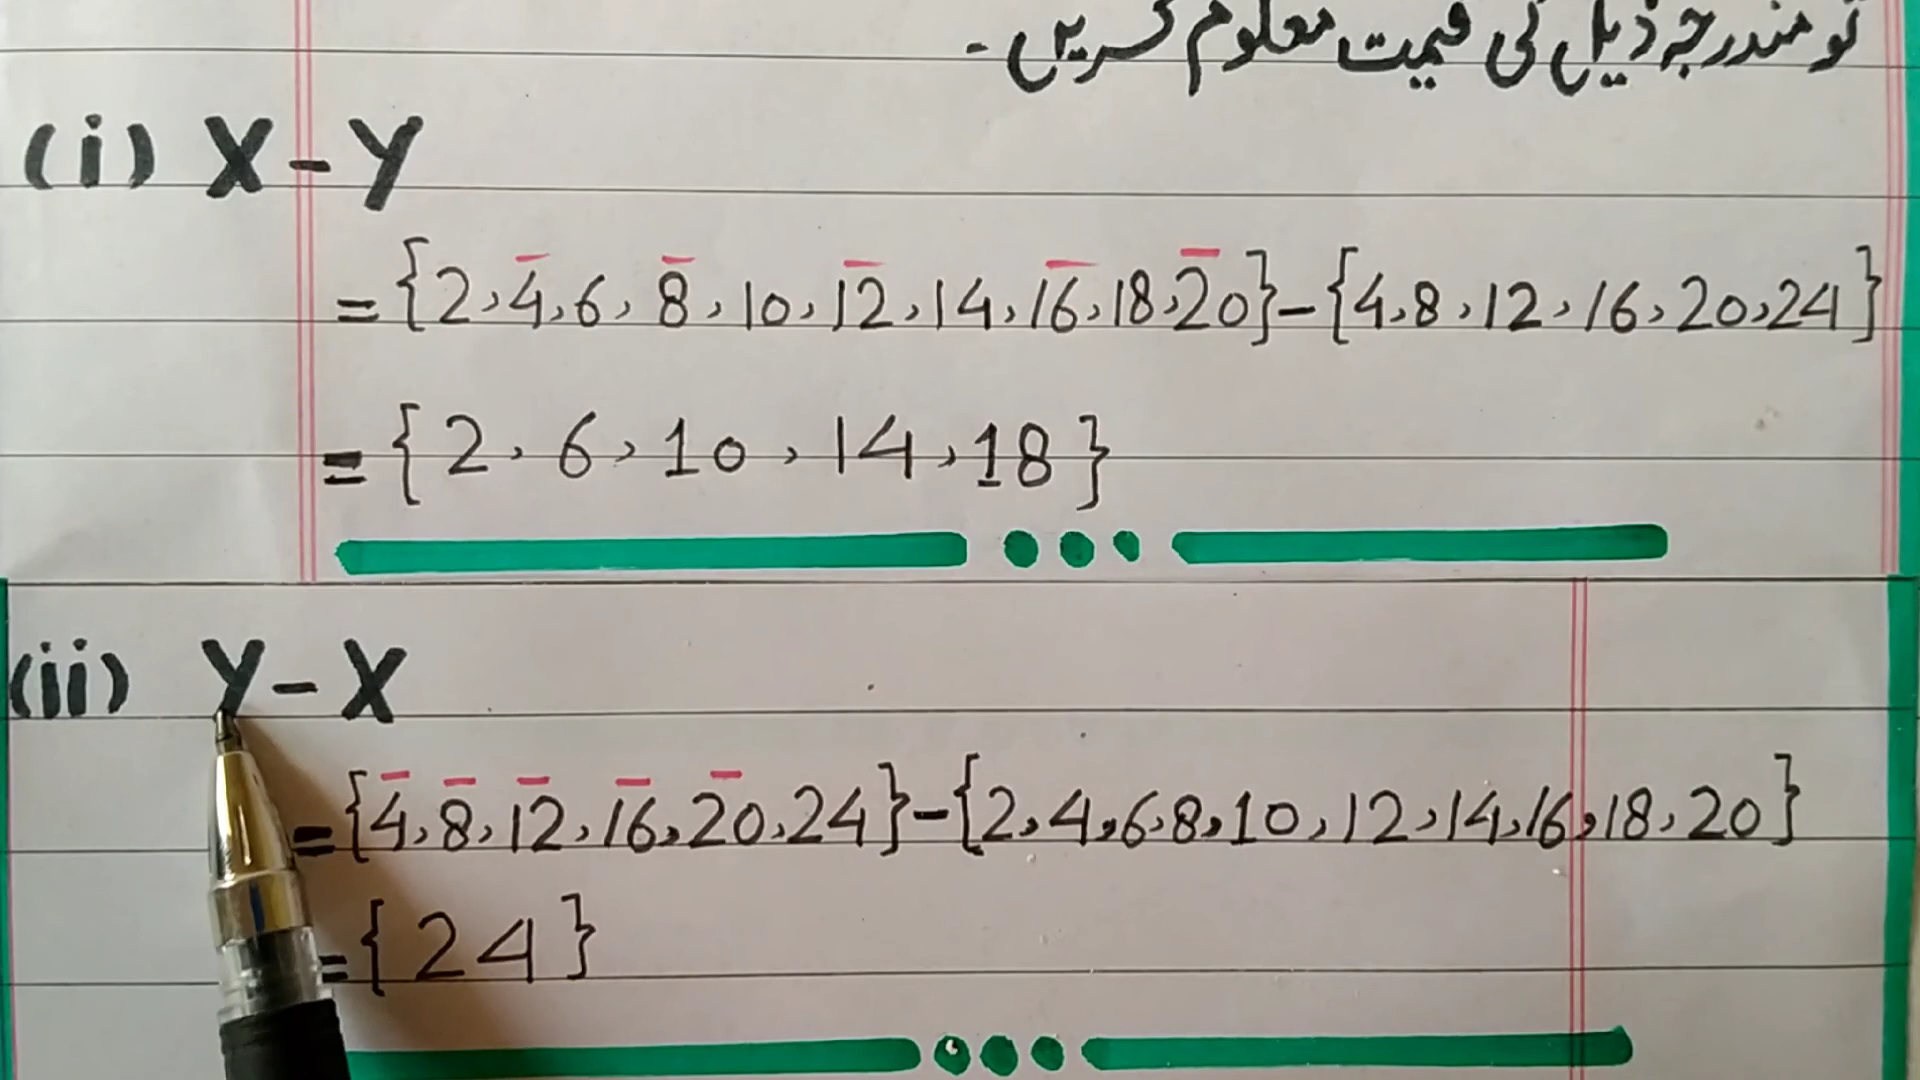 تو مندرجہ ذیل کی قیمت معلوم کریں -
(i) X - Y
= {2, 4, 6, 8, 10, 12, 14, 16, 18, 20} - {4, 8, 12, 16, 20, 24}
= {2, 6, 10, 14, 18}
(ii) Y - X
= {4, 8, 12, 16, 20, 24} - {2, 4, 6, 8, 10, 12, 14, 16, 18, 20}
= {24}